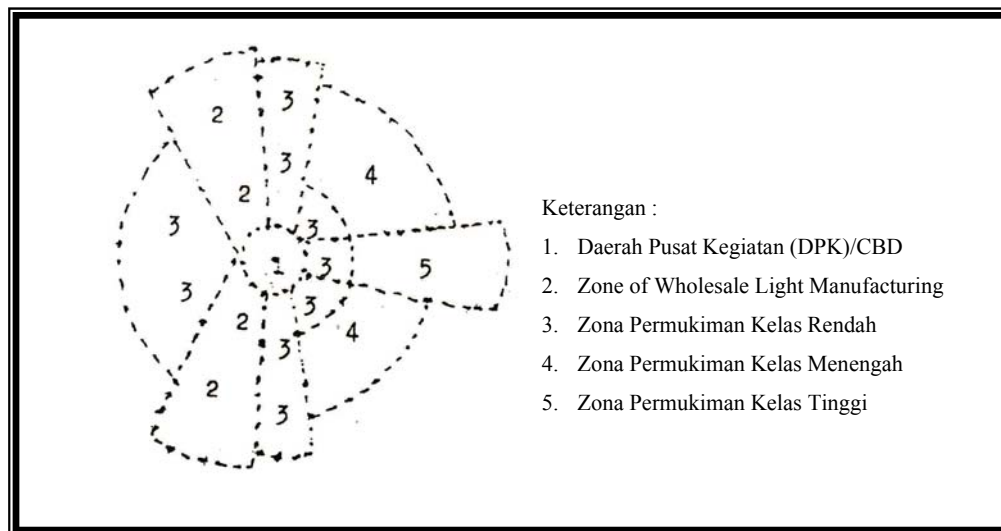 2
3
3
4
2
3
3
3
5
1
3
3
2
3
4
2
3
Keterangan :
1. Daerah Pusat Kegiatan (DPK)/CBD
2. Zone of Wholesale Light Manufacturing
3. Zona Permukiman Kelas Rendah
4. Zona Permukiman Kelas Menengah
5. Zona Permukiman Kelas Tinggi